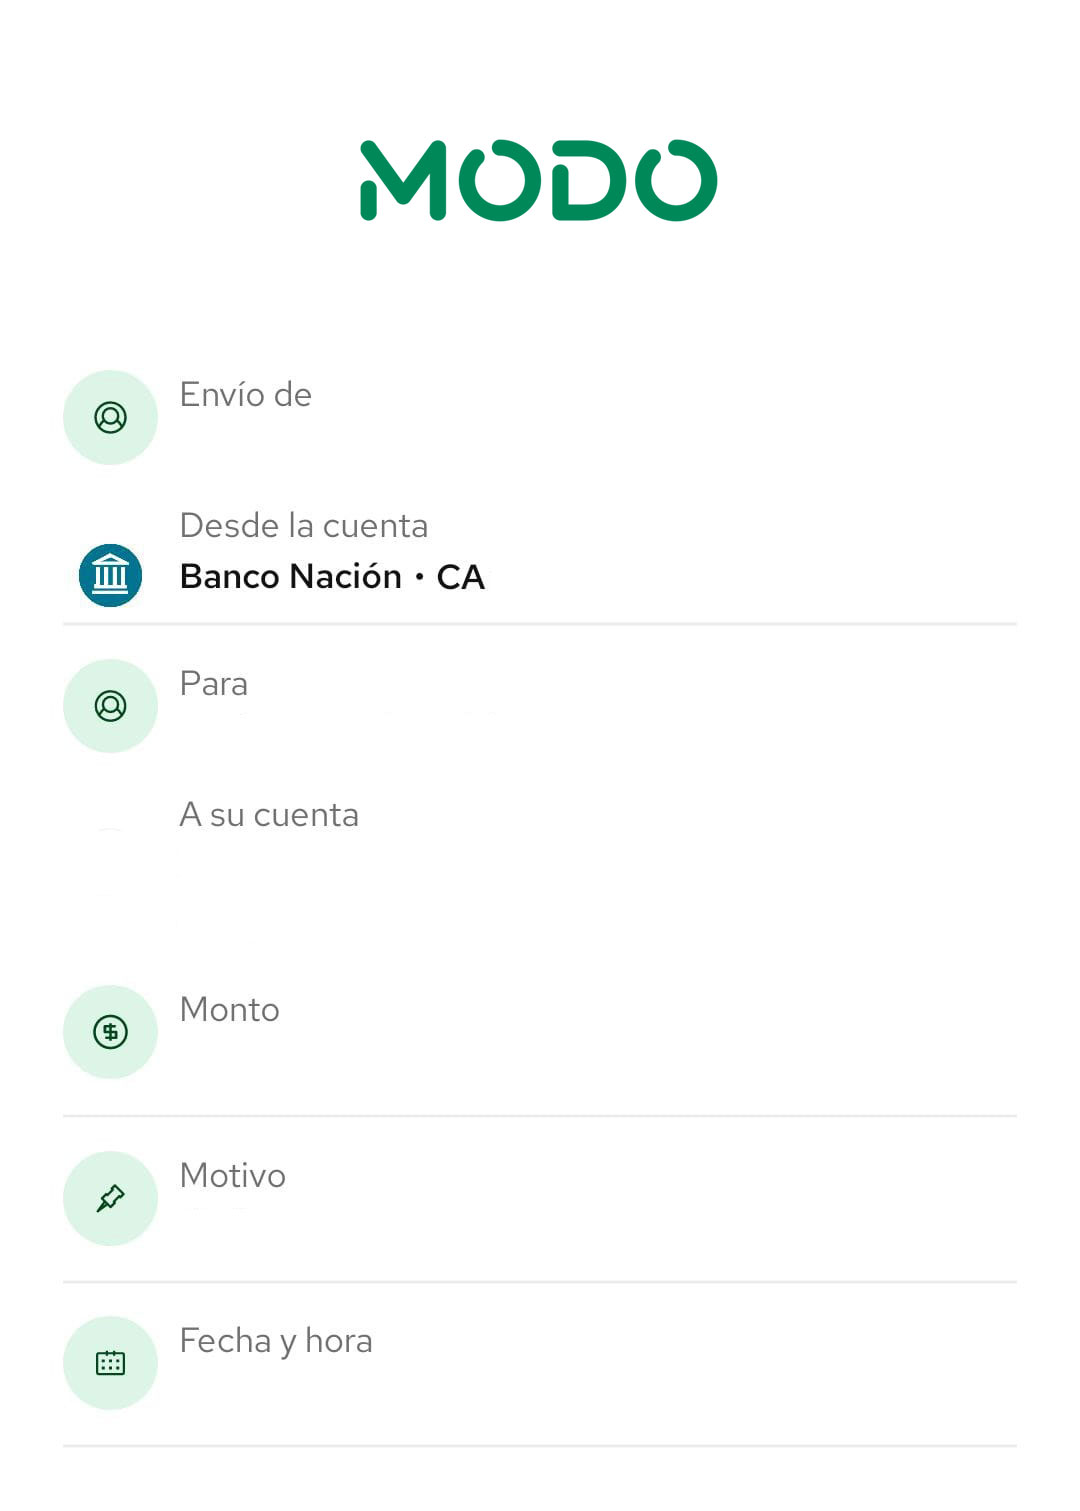 MODO
Envío de
Desde la cuenta
Banco Nación • CA
Para
A su cuenta
Monto
Motivo
Fecha y hora